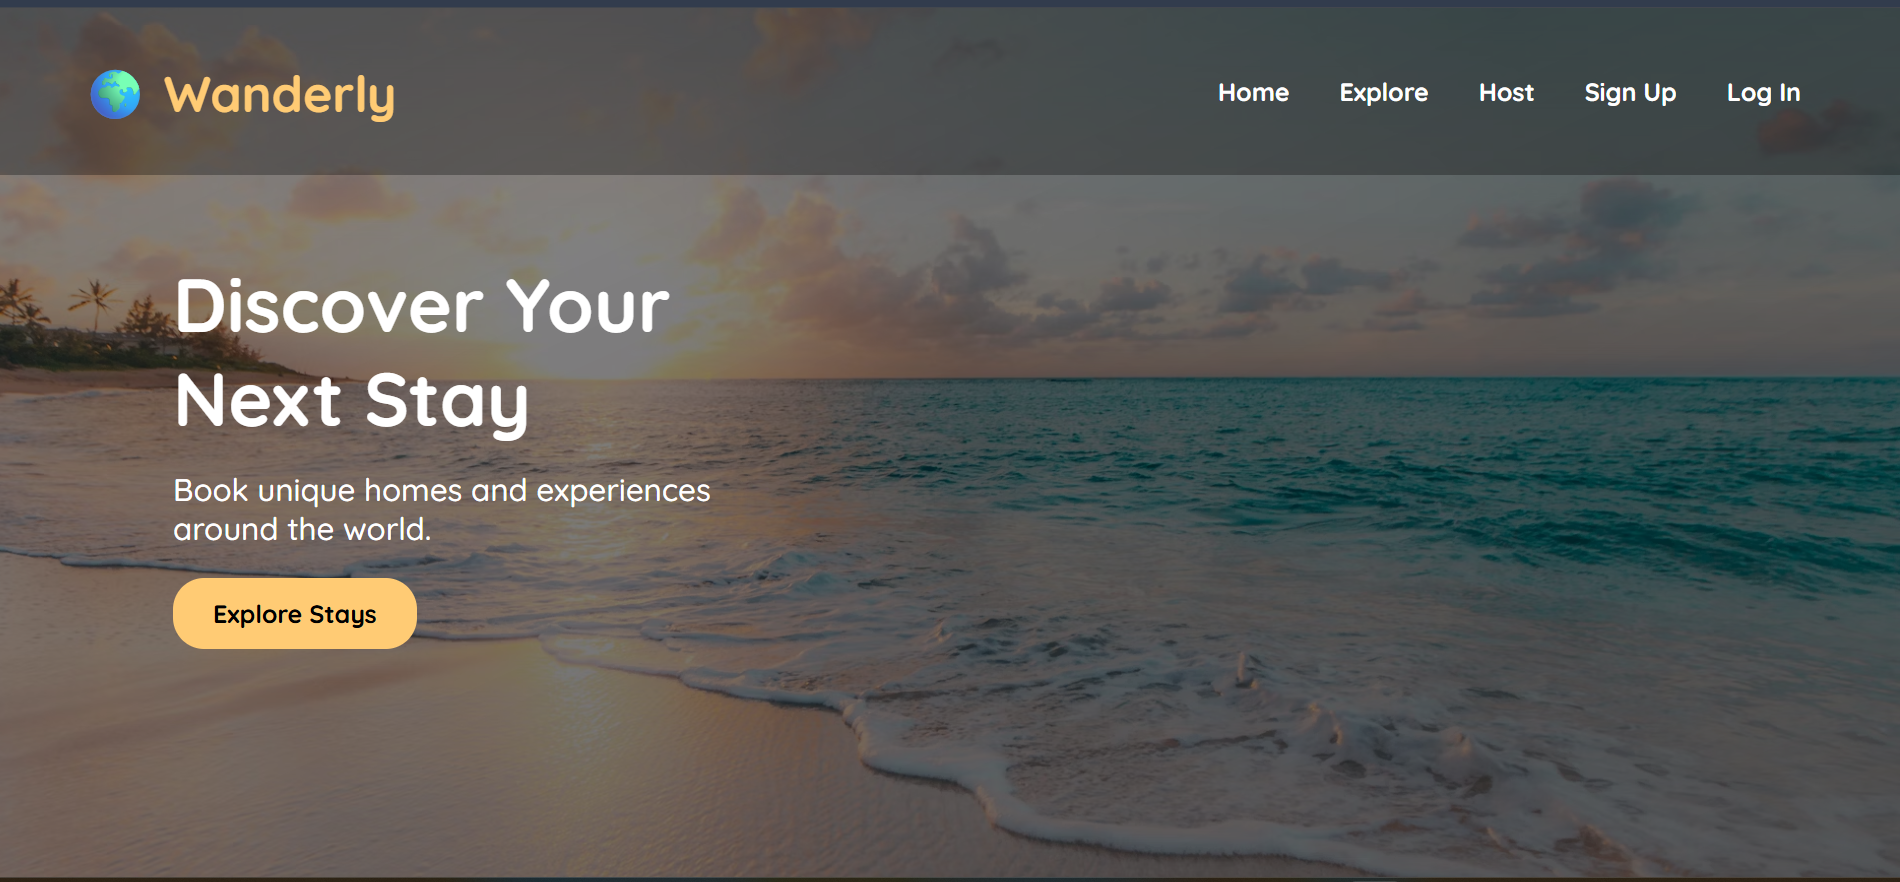 Wanderly
Home Explore Host Sign Up Log In
Discover Your
Next Stay
Book unique homes and experiences
around the world.
Explore Stays